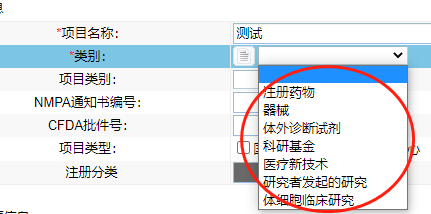 息
*项目名称: 测试
*类别:
项目类别:
NMPA通知书编号:
CFDA批件号:
项目类型:
注册分类
注册药物
器械
体外诊断试剂
科研基金
医疗新技术
研究者发起的研究
体细胞临床研究
心